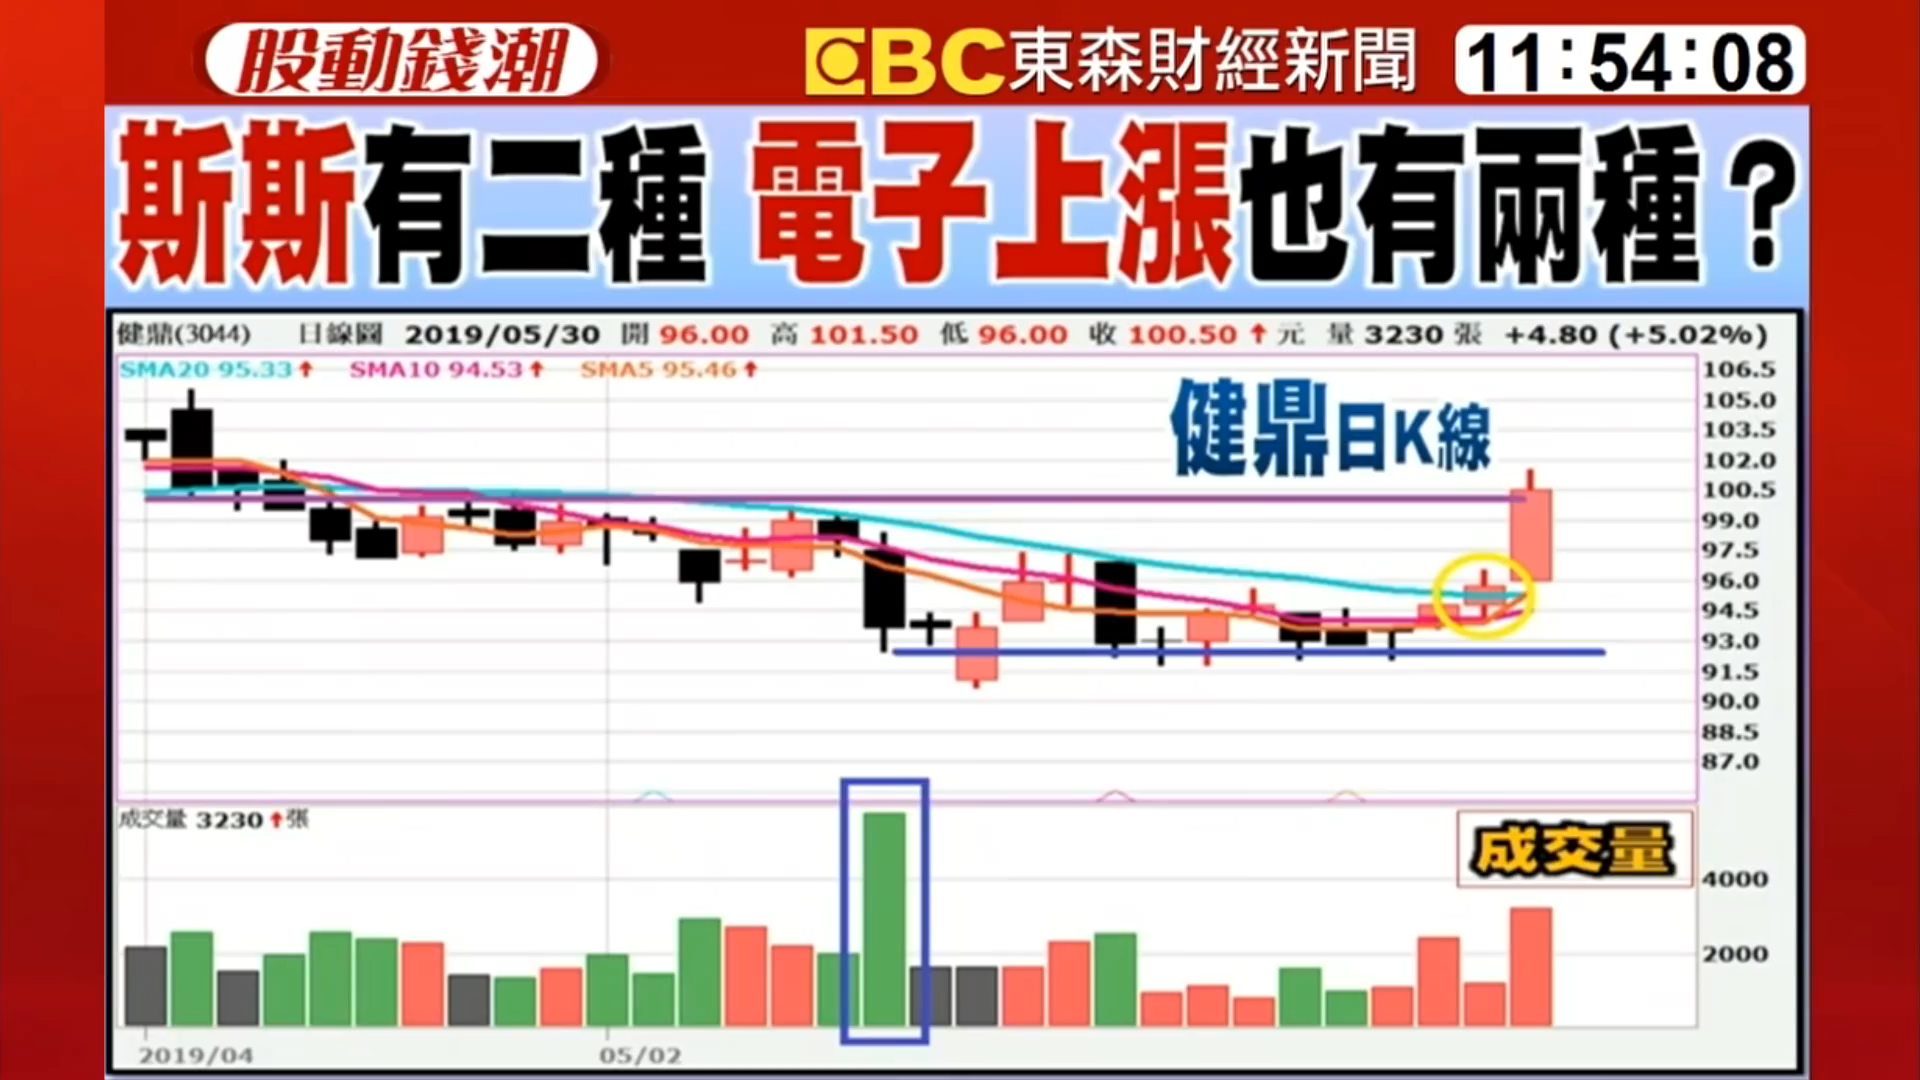 股動錢潮 EBC東森財經新聞 11:54:08
斯斯有二種 電子上漲也有兩種?
健鼎(3044) 日線圖 2019/05/30 開 96.00 高 101.50 低 96.00 收 100.50 ↑ 元 量 3230 張 +4.80 (+5.02%)
SMA20 95.33↑ SMA10 94.53↑ SMA5 95.46↑
健鼎日K線
106.5
105.0
103.5
102.0
100.5
99.0
97.5
96.0
94.5
93.0
91.5
90.0
88.5
87.0
成交量 3230↑張
成交量
4000
2000
2019/04 05/02